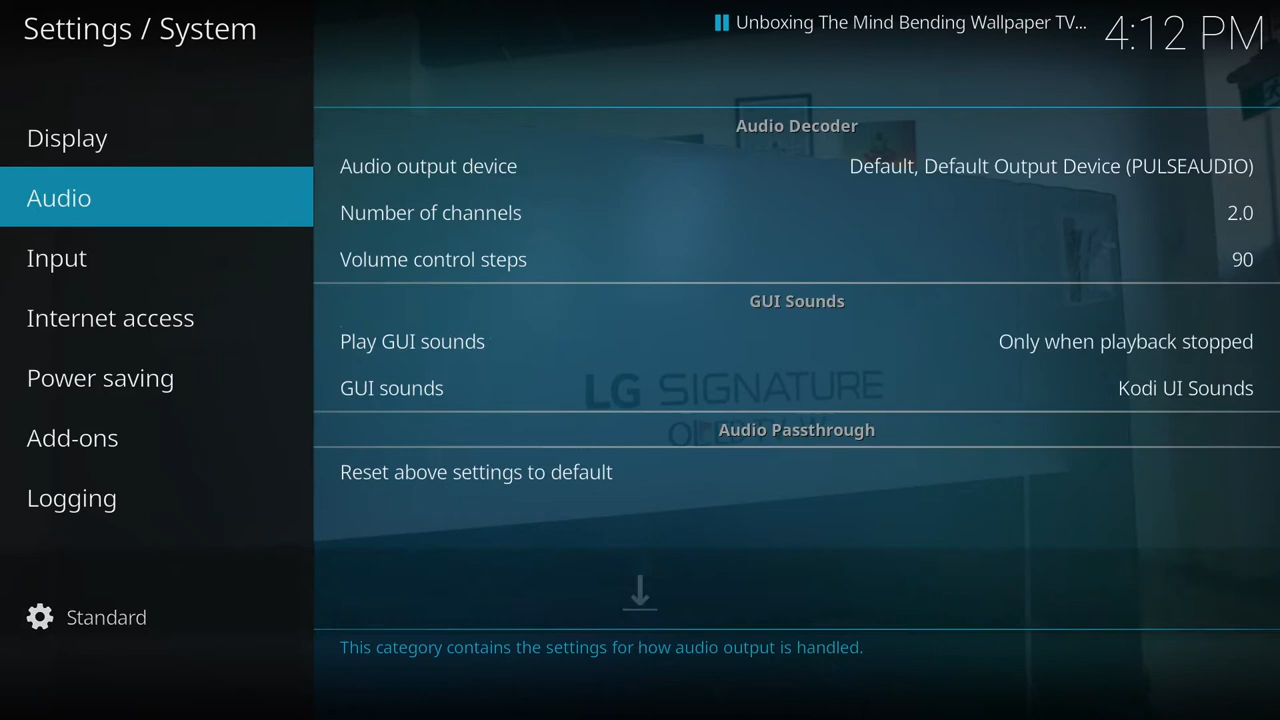 Settings / System
Unboxing The Mind Bending Wallpaper TV...
4:12 PM
Display
Audio
Input
Internet access
Power saving
Add-ons
Logging
Standard
Audio Decoder
Audio output device Default, Default Output Device (PULSEAUDIO)
Number of channels 2.0
Volume control steps 90
GUI Sounds
Play GUI sounds Only when playback stopped
GUI sounds Kodi UI Sounds
LG SIGNATURE
Audio Passthrough
Reset above settings to default
This category contains the settings for how audio output is handled.